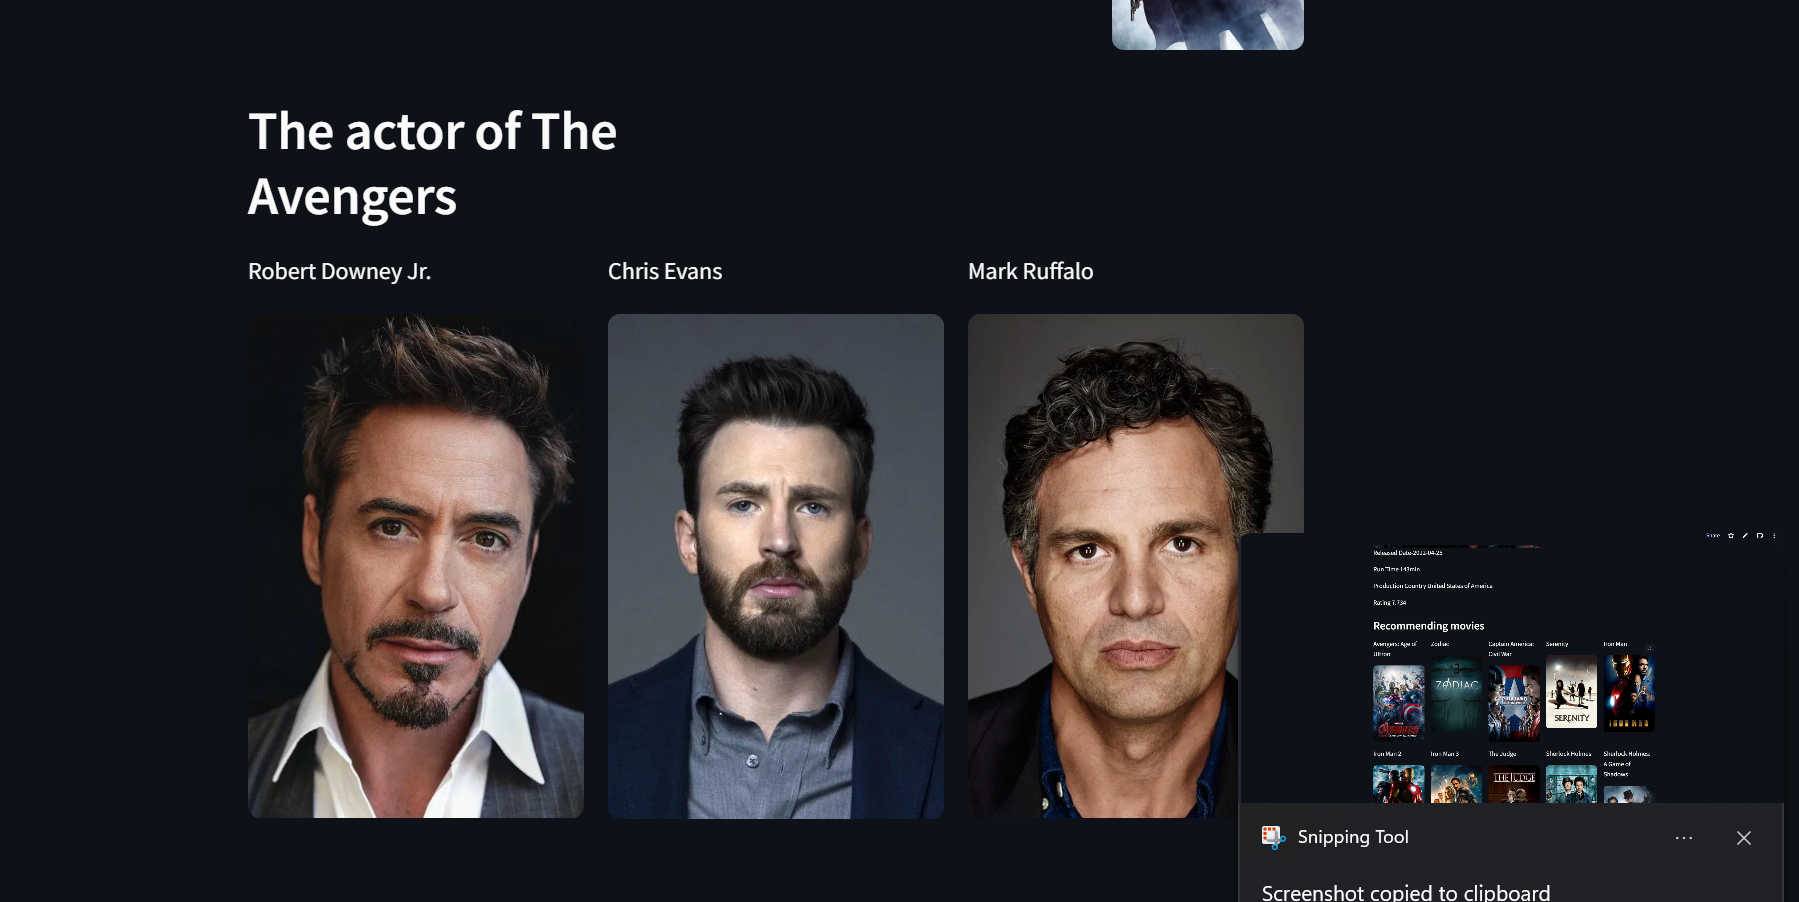 The actor of The
Avengers
Robert Downey Jr.
Chris Evans
Mark Ruffalo
Share
Released Date-2012-04-25
Run Time 143min
Production Country United States of America
Rating 7.734
Recommending movies
Avengers: Age of
Ultron
Zodiac
Captain America:
Civil War
Serenity
Iron Man
ZODIAC
SERENITY
IRON MAN
Iron Man 2
Iron Man 3
The Judge
Sherlock Holmes
Sherlock Holmes:
A Game of
Shadows
THE JUDGE
Snipping Tool
Screenshot copied to clipboard